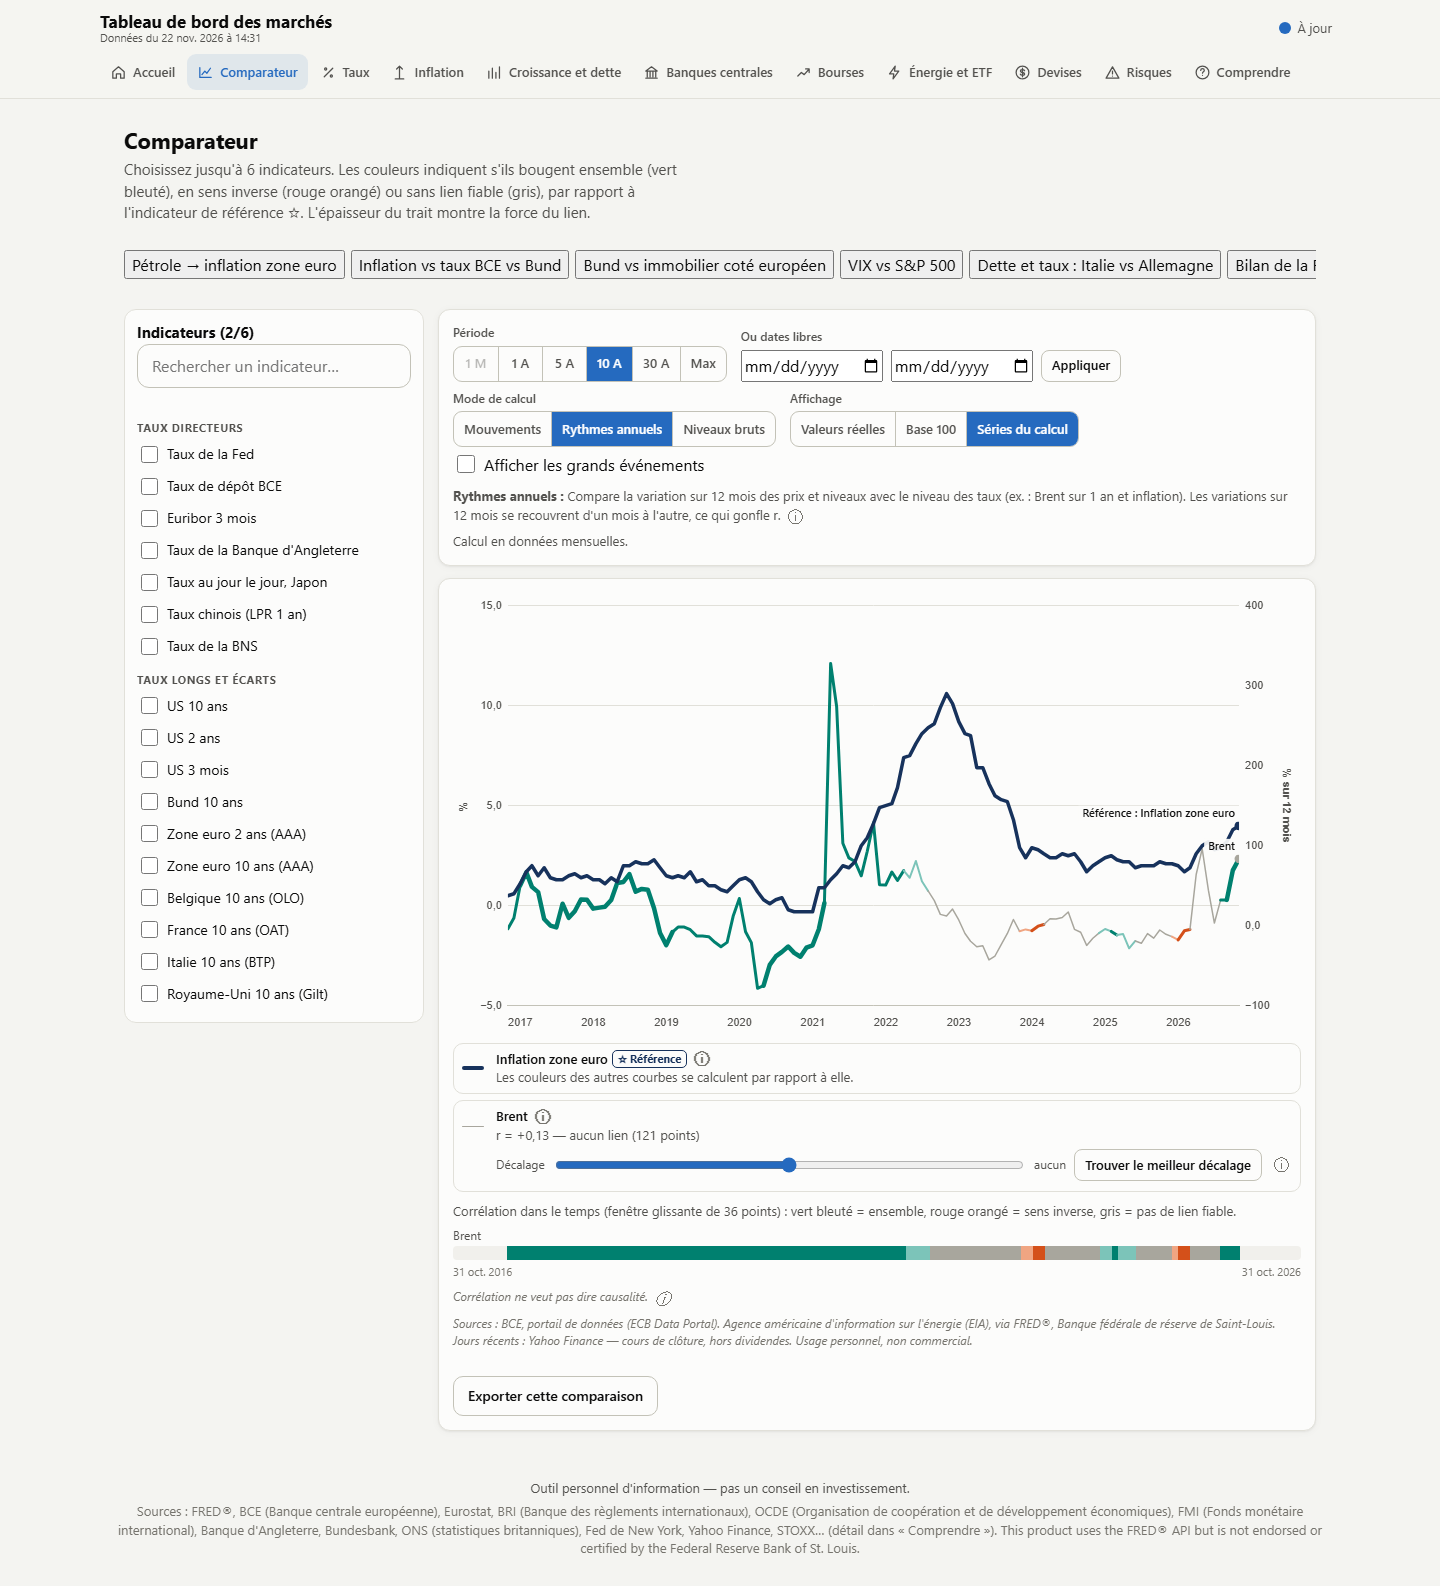 Tableau de bord des marchés
Données du 22 nov. 2026 à 14:31
À jour
Accueil
Comparateur
Taux
Inflation
Croissance et dette
Banques centrales
Bourses
Énergie et ETF
Devises
Risques
Comprendre
Comparateur
Choisissez jusqu'à 6 indicateurs. Les couleurs indiquent s'ils bougent ensemble (vert
bleuté), en sens inverse (rouge orangé) ou sans lien fiable (gris), par rapport à
l'indicateur de référence ☆. L'épaisseur du trait montre la force du lien.
Pétrole → inflation zone euro
Inflation vs taux BCE vs Bund
Bund vs immobilier coté européen
VIX vs S&P 500
Dette et taux : Italie vs Allemagne
Bilan de la F
Indicateurs (2/6)
Rechercher un indicateur...
TAUX DIRECTEURS
Taux de la Fed
Taux de dépôt BCE
Euribor 3 mois
Taux de la Banque d'Angleterre
Taux au jour le jour, Japon
Taux chinois (LPR 1 an)
Taux de la BNS
TAUX LONGS ET ÉCARTS
US 10 ans
US 2 ans
US 3 mois
Bund 10 ans
Zone euro 2 ans (AAA)
Zone euro 10 ans (AAA)
Belgique 10 ans (OLO)
France 10 ans (OAT)
Italie 10 ans (BTP)
Royaume-Uni 10 ans (Gilt)
Période
1 M
1 A
5 A
10 A
30 A
Max
Ou dates libres
mm/dd/yyyy
mm/dd/yyyy
Appliquer
Mode de calcul
Mouvements
Rythmes annuels
Niveaux bruts
Affichage
Valeurs réelles
Base 100
Séries du calcul
Afficher les grands événements
Rythmes annuels : Compare la variation sur 12 mois des prix et niveaux avec le niveau des taux (ex. : Brent sur 1 an et inflation). Les variations sur
12 mois se recouvrent d'un mois à l'autre, ce qui gonfle r.
Calcul en données mensuelles.
15,0
10,0
5,0
0,0
−5,0
%
400
300
200
100
0,0
−100
% sur 12 mois
Référence : Inflation zone euro
Brent
2017
2018
2019
2020
2021
2022
2023
2024
2025
2026
Inflation zone euro
☆ Référence
Les couleurs des autres courbes se calculent par rapport à elle.
Brent
r = +0,13 — aucun lien (121 points)
Décalage
aucun
Trouver le meilleur décalage
Corrélation dans le temps (fenêtre glissante de 36 points) : vert bleuté = ensemble, rouge orangé = sens inverse, gris = pas de lien fiable.
Brent
31 oct. 2016
31 oct. 2026
Corrélation ne veut pas dire causalité.
Sources : BCE, portail de données (ECB Data Portal). Agence américaine d'information sur l'énergie (EIA), via FRED®, Banque fédérale de réserve de Saint-Louis.
Jours récents : Yahoo Finance — cours de clôture, hors dividendes. Usage personnel, non commercial.
Exporter cette comparaison
Outil personnel d'information — pas un conseil en investissement.
Sources : FRED®, BCE (Banque centrale européenne), Eurostat, BRI (Banque des règlements internationaux), OCDE (Organisation de coopération et de développement économiques), FMI (Fonds monétaire
international), Banque d'Angleterre, Bundesbank, ONS (statistiques britanniques), Fed de New York, Yahoo Finance, STOXX... (détail dans « Comprendre »). This product uses the FRED® API but is not endorsed or
certified by the Federal Reserve Bank of St. Louis.